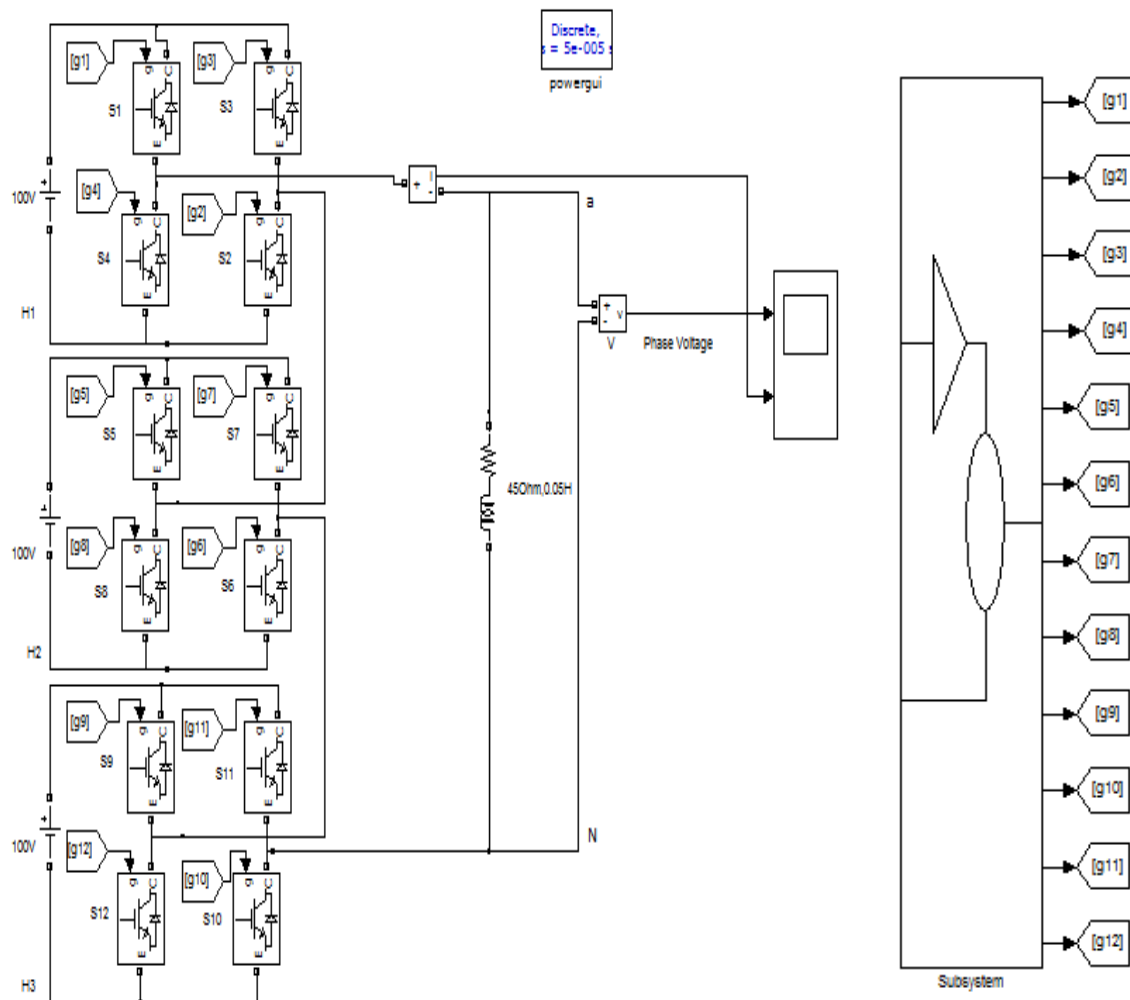 Discrete,
s = 5e-005 s
powergui
[g1]
g
C
E
S1
[g3]
g
C
E
S3
+
100V
[g4]
g
C
E
S4
[g2]
g
C
E
S2
H1
+
i
-
a
+
-
v
V
Phase Voltage
45Ohm,0.05H
N
[g5]
g
C
E
S5
[g7]
g
C
E
S7
+
100V
[g8]
g
C
E
S8
[g6]
g
C
E
S6
H2
[g9]
g
C
E
S9
[g11]
g
C
E
S11
+
100V
[g12]
g
C
E
S12
[g10]
g
C
E
S10
H3
[g1]
[g2]
[g3]
[g4]
[g5]
[g6]
[g7]
[g8]
[g9]
[g10]
[g11]
[g12]
Subsystem